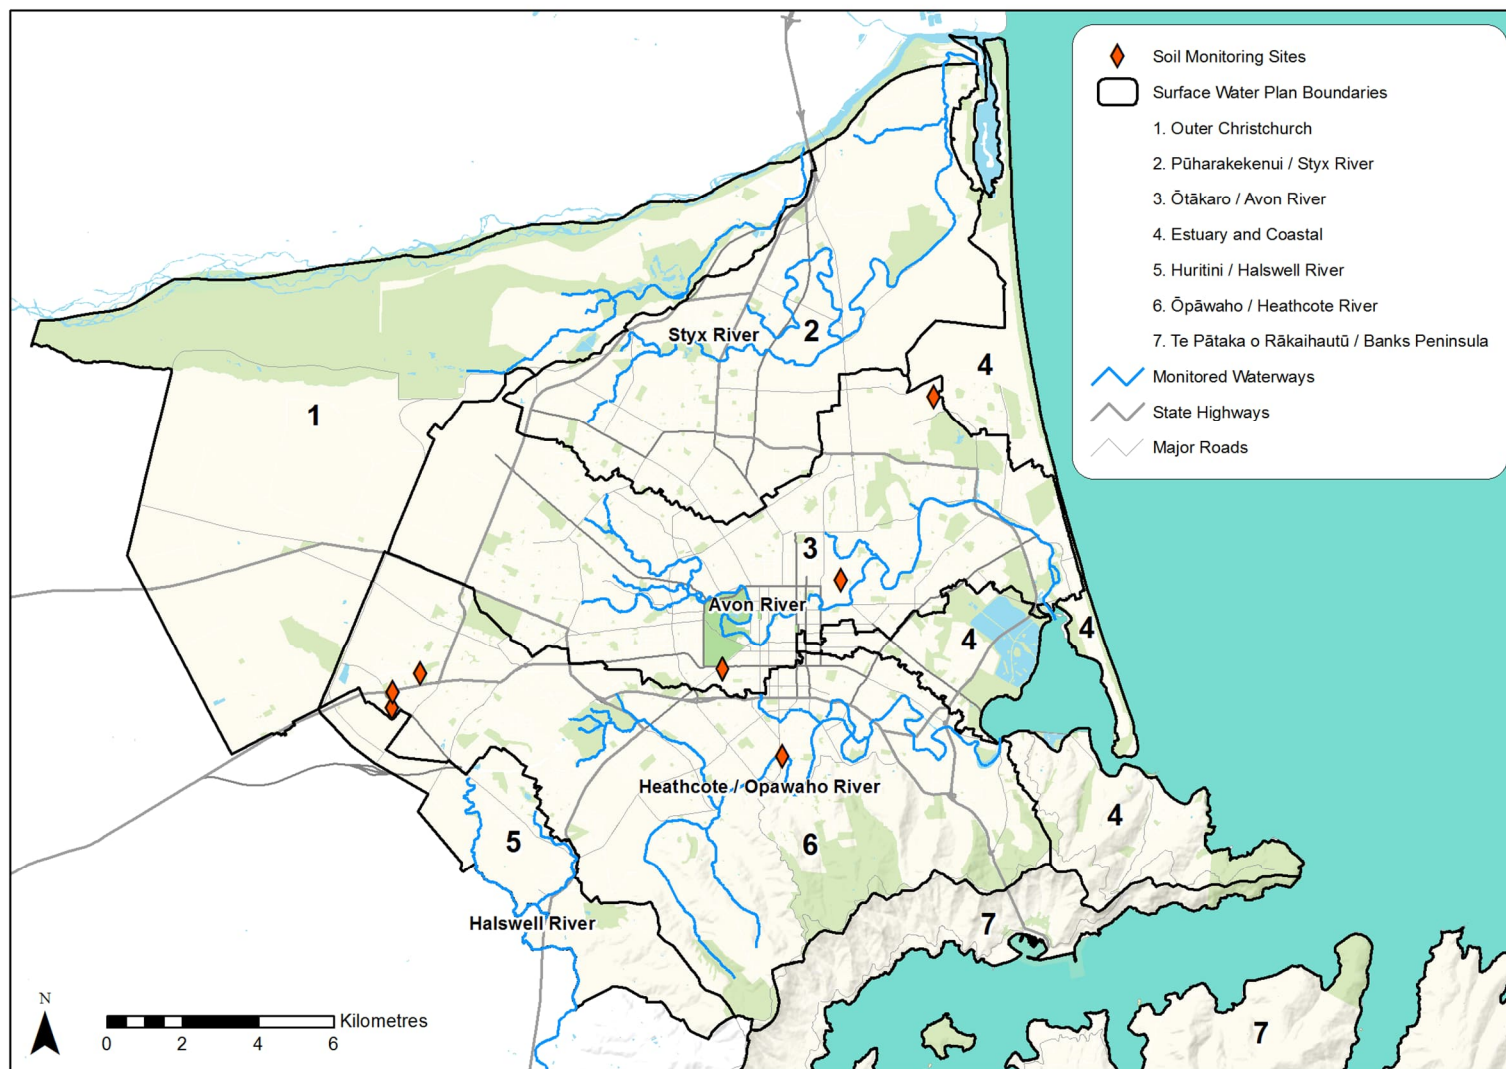 Soil Monitoring Sites
Surface Water Plan Boundaries
1. Outer Christchurch
2. Pūharakekenui / Styx River
3. Ōtākaro / Avon River
4. Estuary and Coastal
5. Huritini / Halswell River
6. Ōpāwaho / Heathcote River
7. Te Pātaka o Rākaihautū / Banks Peninsula
Monitored Waterways
State Highways
Major Roads
Styx River
2
4
1
3
Avon River
4
4
Heathcote / Opawaho River
4
5
6
Halswell River
7
7
N
Kilometres
0 2 4 6